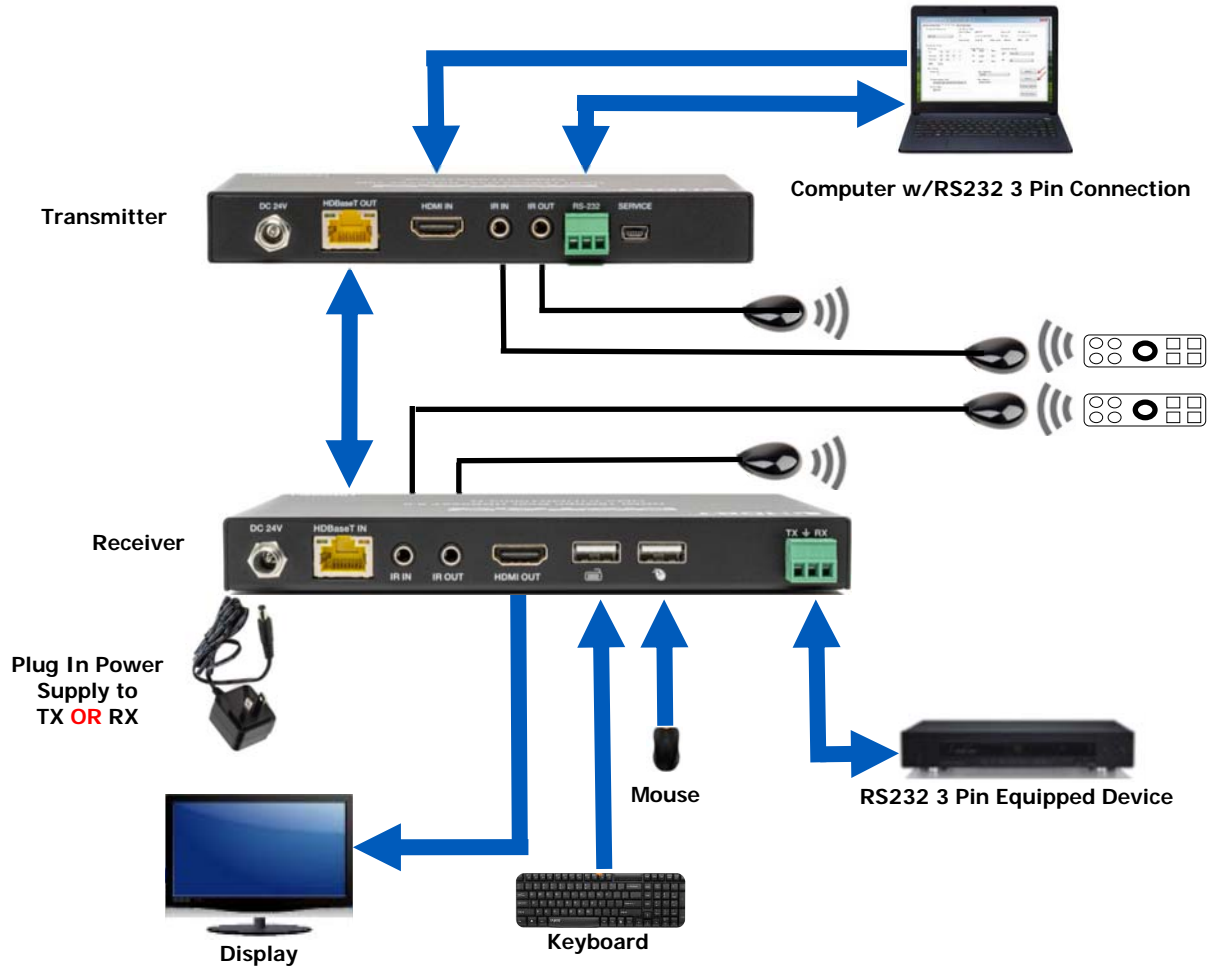 Computer w/RS232 3 Pin Connection
Transmitter
DC 24V
HDBaseT OUT
HDMI IN
IR IN
IR OUT
RS-232
SERVICE
Receiver
DC 24V
HDBaseT IN
IR IN
IR OUT
HDMI OUT
TX RX
Plug In Power
Supply to
TX OR RX
Mouse
RS232 3 Pin Equipped Device
Display
Keyboard